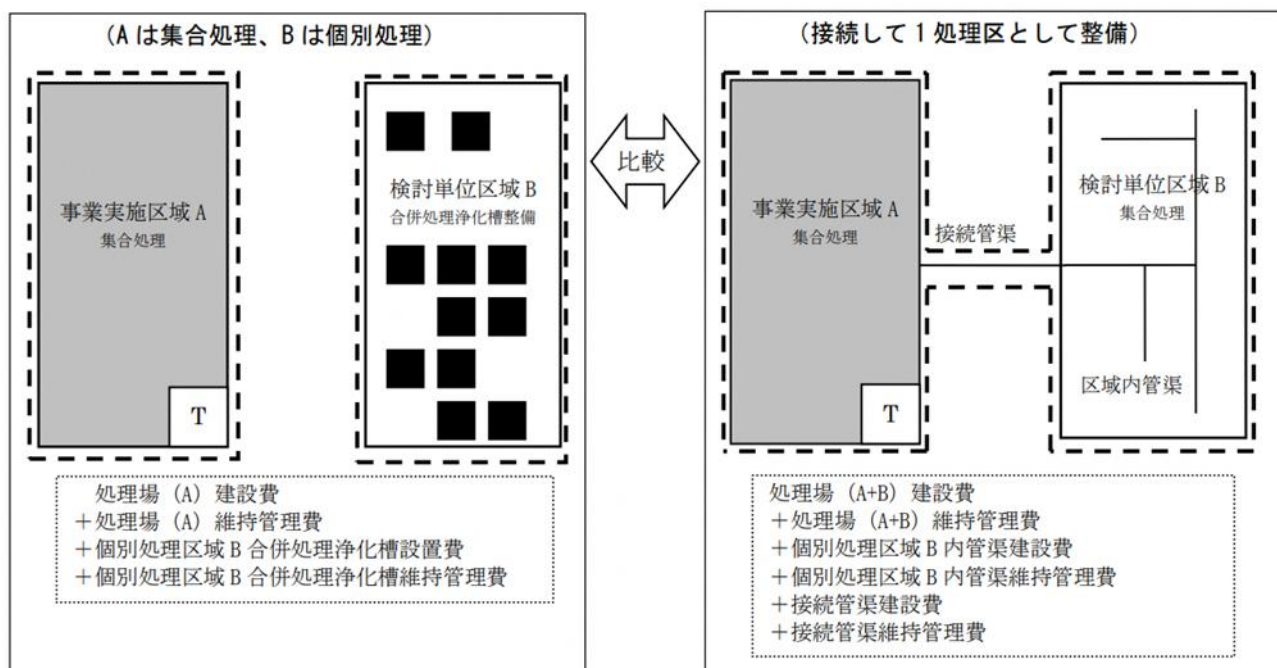 （Aは集合処理、Bは個別処理）
事業実施区域 A
集合処理
T
検討単位区域 B
合併処理浄化槽整備
処理場（A）建設費
＋処理場（A）維持管理費
＋個別処理区域 B 合併処理浄化槽設置費
＋個別処理区域 B 合併処理浄化槽維持管理費
比較
（接続して１処理区として整備）
事業実施区域 A
集合処理
T
接続管渠
検討単位区域 B
集合処理
区域内管渠
処理場（A+B）建設費
＋処理場（A+B）維持管理費
＋個別処理区域 B 内管渠建設費
＋個別処理区域 B 内管渠維持管理費
＋接続管渠建設費
＋接続管渠維持管理費